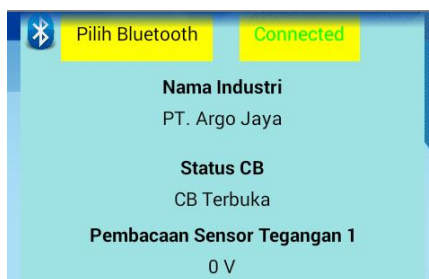 Pilih Bluetooth Connected
Nama Industri
PT. Argo Jaya
Status CB
CB Terbuka
Pembacaan Sensor Tegangan 1
0 V